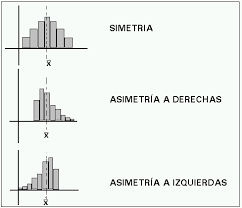 SIMETRIA
x̄
ASIMETRÍA A DERECHAS
x̄
ASIMETRÍA A IZQUIERDAS
x̄